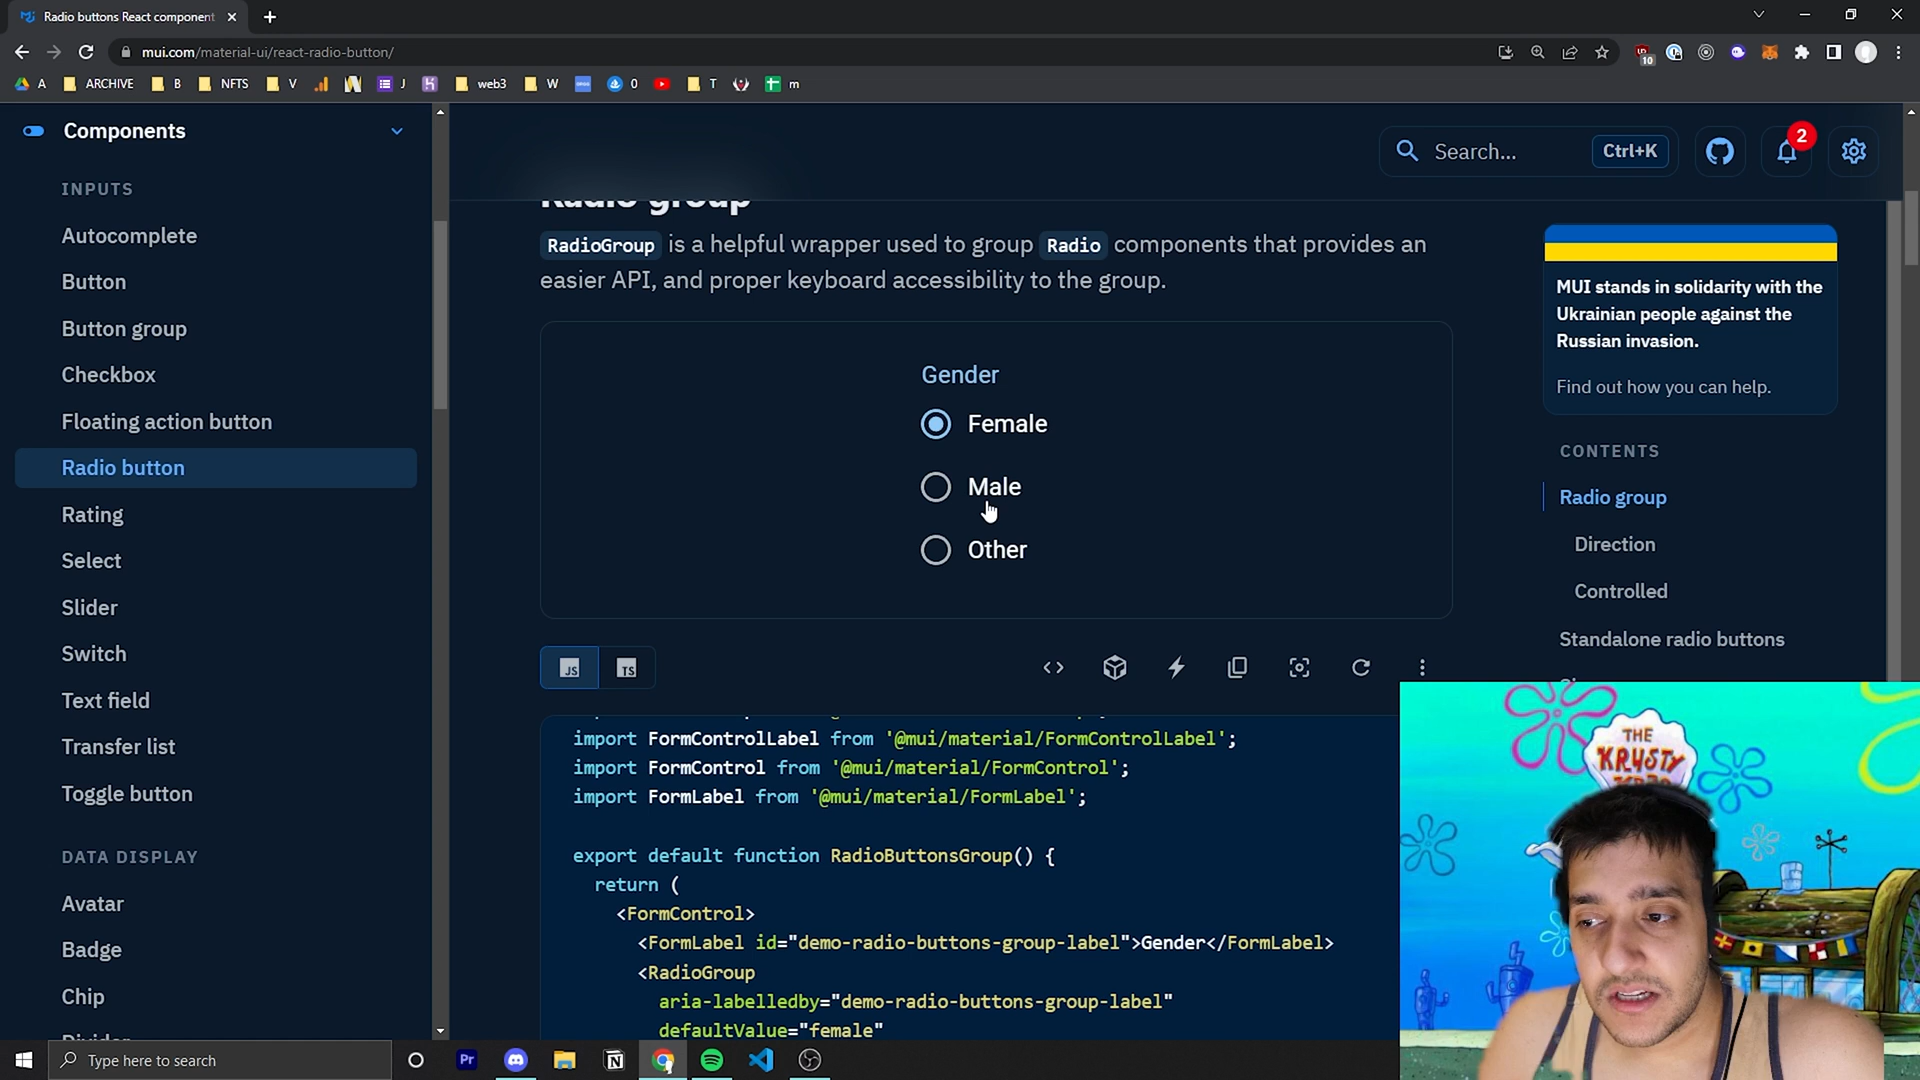 Radio buttons React component
mui.com/material-ui/react-radio-button/
10
A
ARCHIVE
B
NFTS
V
J
web3
W
0
T
m
Components
INPUTS
Autocomplete
Button
Button group
Checkbox
Floating action button
Radio button
Rating
Select
Slider
Switch
Text field
Transfer list
Toggle button
DATA DISPLAY
Avatar
Badge
Chip
Divider
Search...
Ctrl+K
2
Radio group
RadioGroup is a helpful wrapper used to group Radio components that provides an
easier API, and proper keyboard accessibility to the group.
Gender
Female
Male
Other
JS
TS
import FormControlLabel from '@mui/material/FormControlLabel';
import FormControl from '@mui/material/FormControl';
import FormLabel from '@mui/material/FormLabel';
export default function RadioButtonsGroup() {
return (
<FormControl>
<FormLabel id="demo-radio-buttons-group-label">Gender</FormLabel>
<RadioGroup
aria-labelledby="demo-radio-buttons-group-label"
defaultValue="female"
MUI stands in solidarity with the
Ukrainian people against the
Russian invasion.
Find out how you can help.
CONTENTS
Radio group
Direction
Controlled
Standalone radio buttons
THE
KRUSTY
Type here to search
Pr